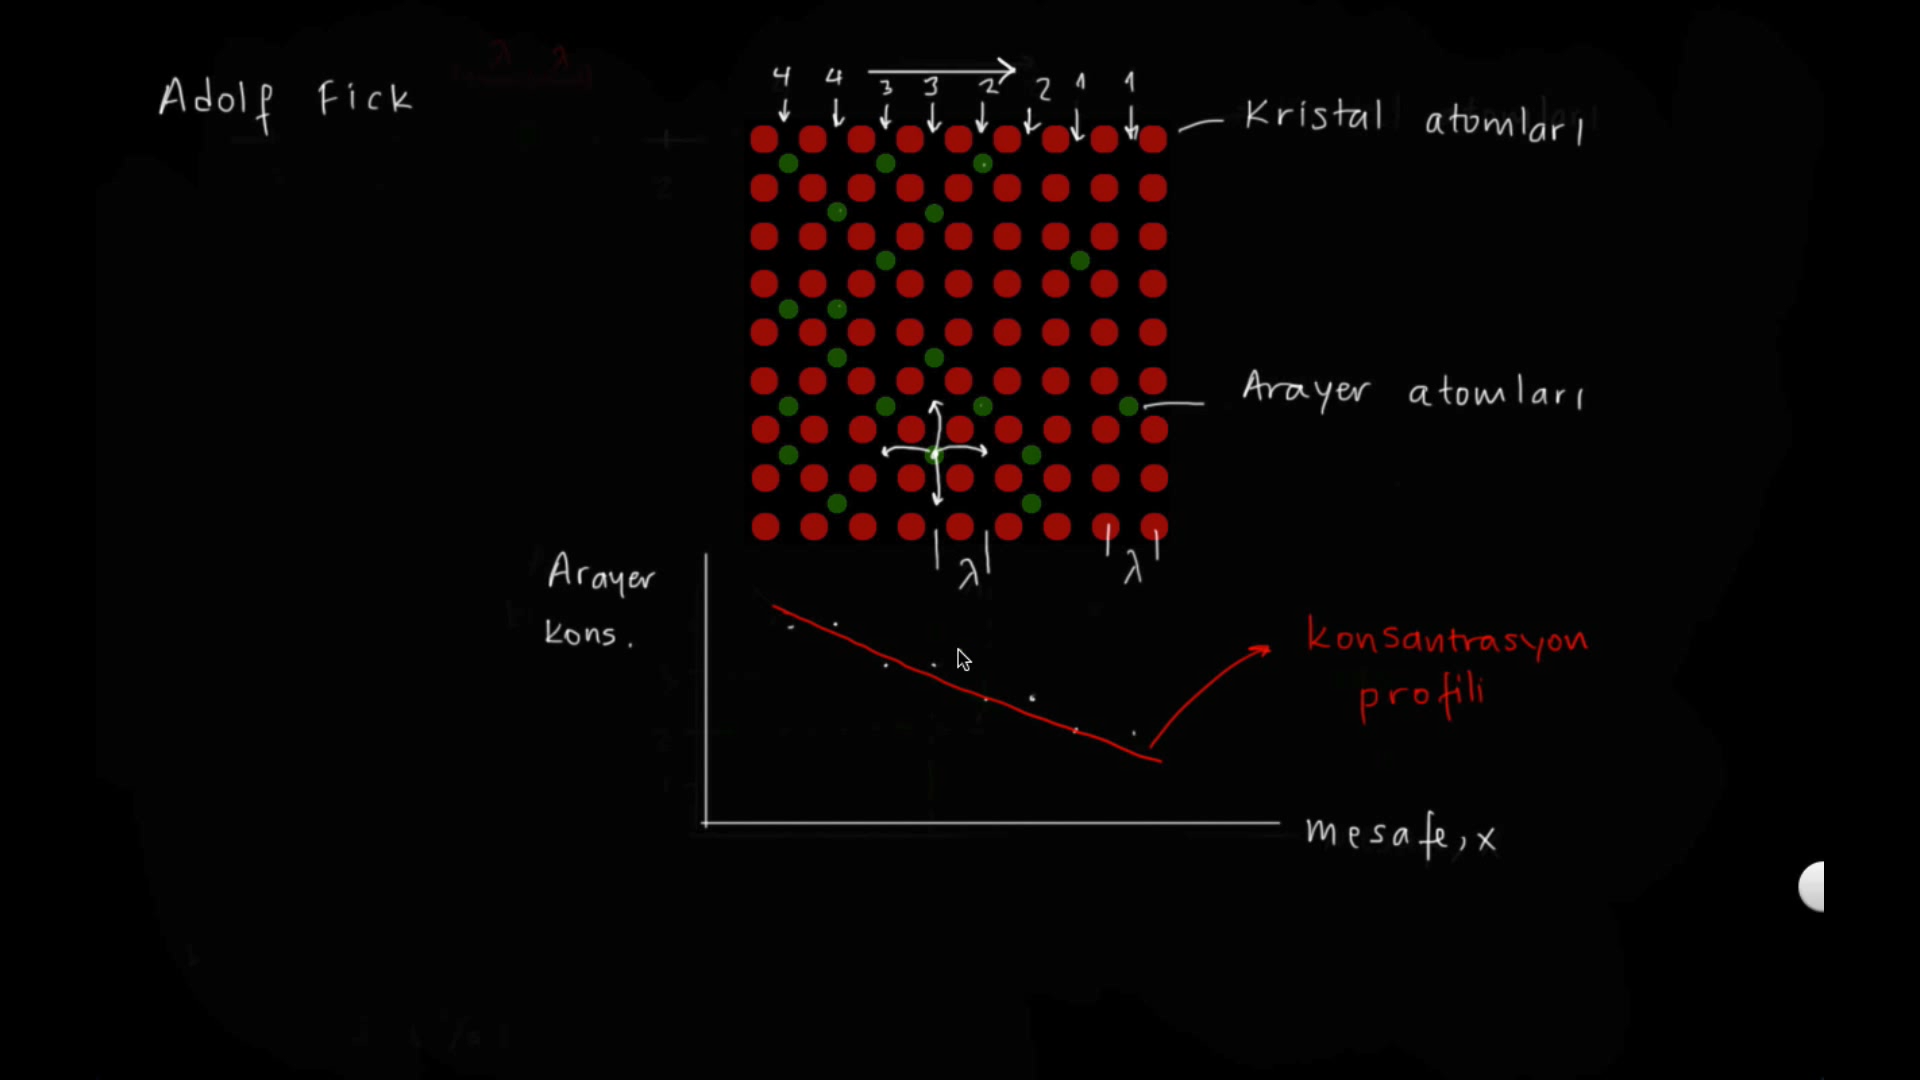 Adolf Fick
4 4 3 3 2 2 1 1
Kristal atomları
Arayer atomları
λ λ
Arayer
kons.
konsantrasyon
profili
mesafe, x